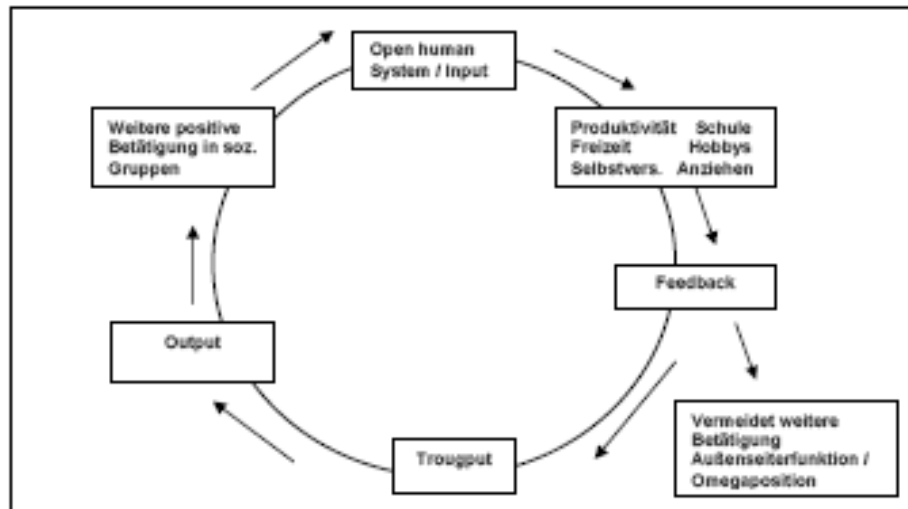 Open human
System / Input
Produktivität Schule
Freizeit Hobbys
Selbstvers. Anziehen
Feedback
Vermeidet weitere
Betätigung
Außenseiterfunktion /
Omegaposition
Trougput
Output
Weitere positive
Betätigung in soz.
Gruppen